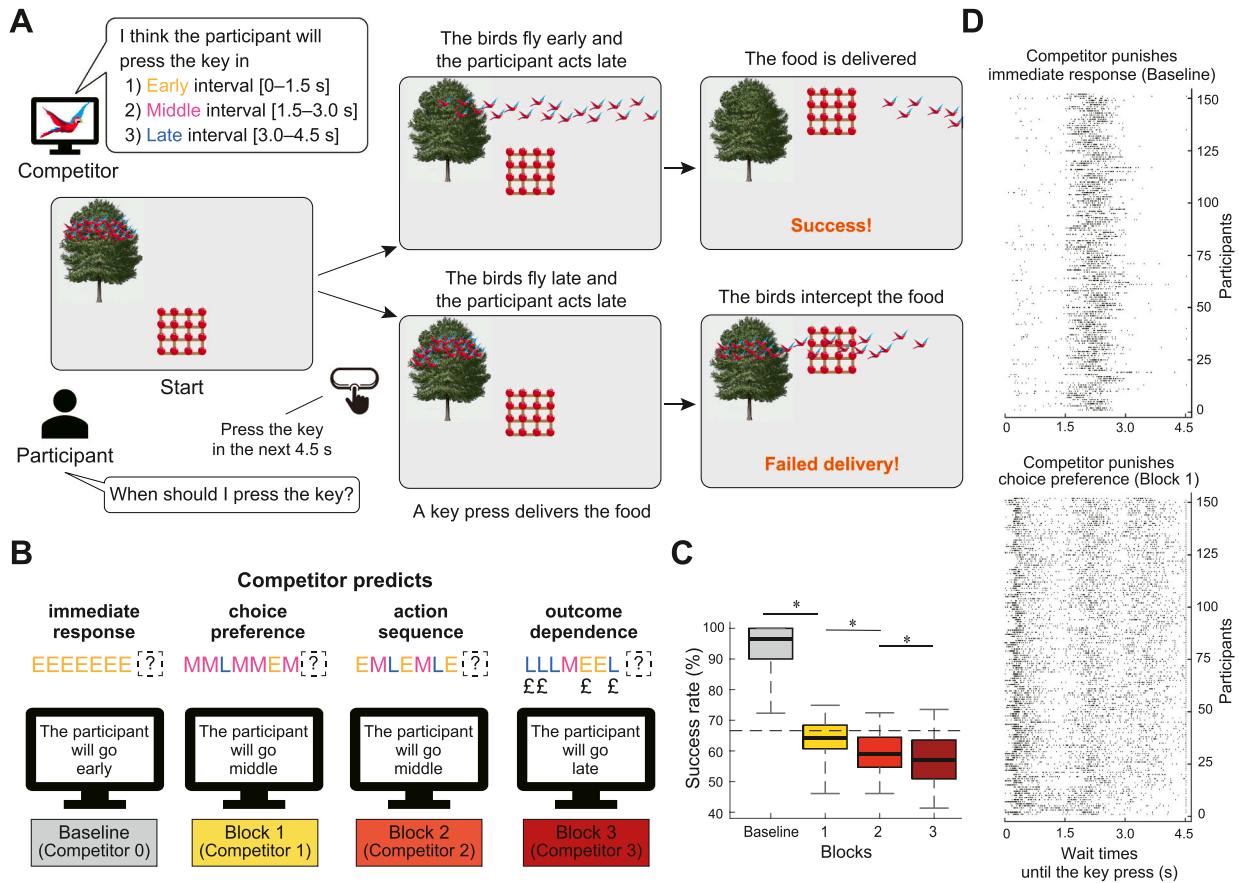 A
I think the participant will
press the key in
1) Early interval [0–1.5 s]
2) Middle interval [1.5–3.0 s]
3) Late interval [3.0–4.5 s]
Competitor
Start
Participant
Press the key
in the next 4.5 s
When should I press the key?
The birds fly early and
the participant acts late
The food is delivered
Success!
The birds fly late and
the participant acts late
The birds intercept the food
Failed delivery!
A key press delivers the food
B
Competitor predicts
immediate
response
EEEEEEE ?
The participant
will go
early
Baseline
(Competitor 0)
choice
preference
MMLMMEM ?
The participant
will go
middle
Block 1
(Competitor 1)
action
sequence
EMLEMLE ?
The participant
will go
middle
Block 2
(Competitor 2)
outcome
dependence
LLLMEEL ?
££ £ £
The participant
will go
late
Block 3
(Competitor 3)
C
* * *
Success rate (%)
100
90
80
70
60
50
40
Baseline 1 2 3
Blocks
D
Competitor punishes
immediate response (Baseline)
150
125
100
75
50
25
0
Participants
0 1.5 3.0 4.5
Competitor punishes
choice preference (Block 1)
150
125
100
75
50
25
0
Participants
0 1.5 3.0 4.5
Wait times
until the key press (s)